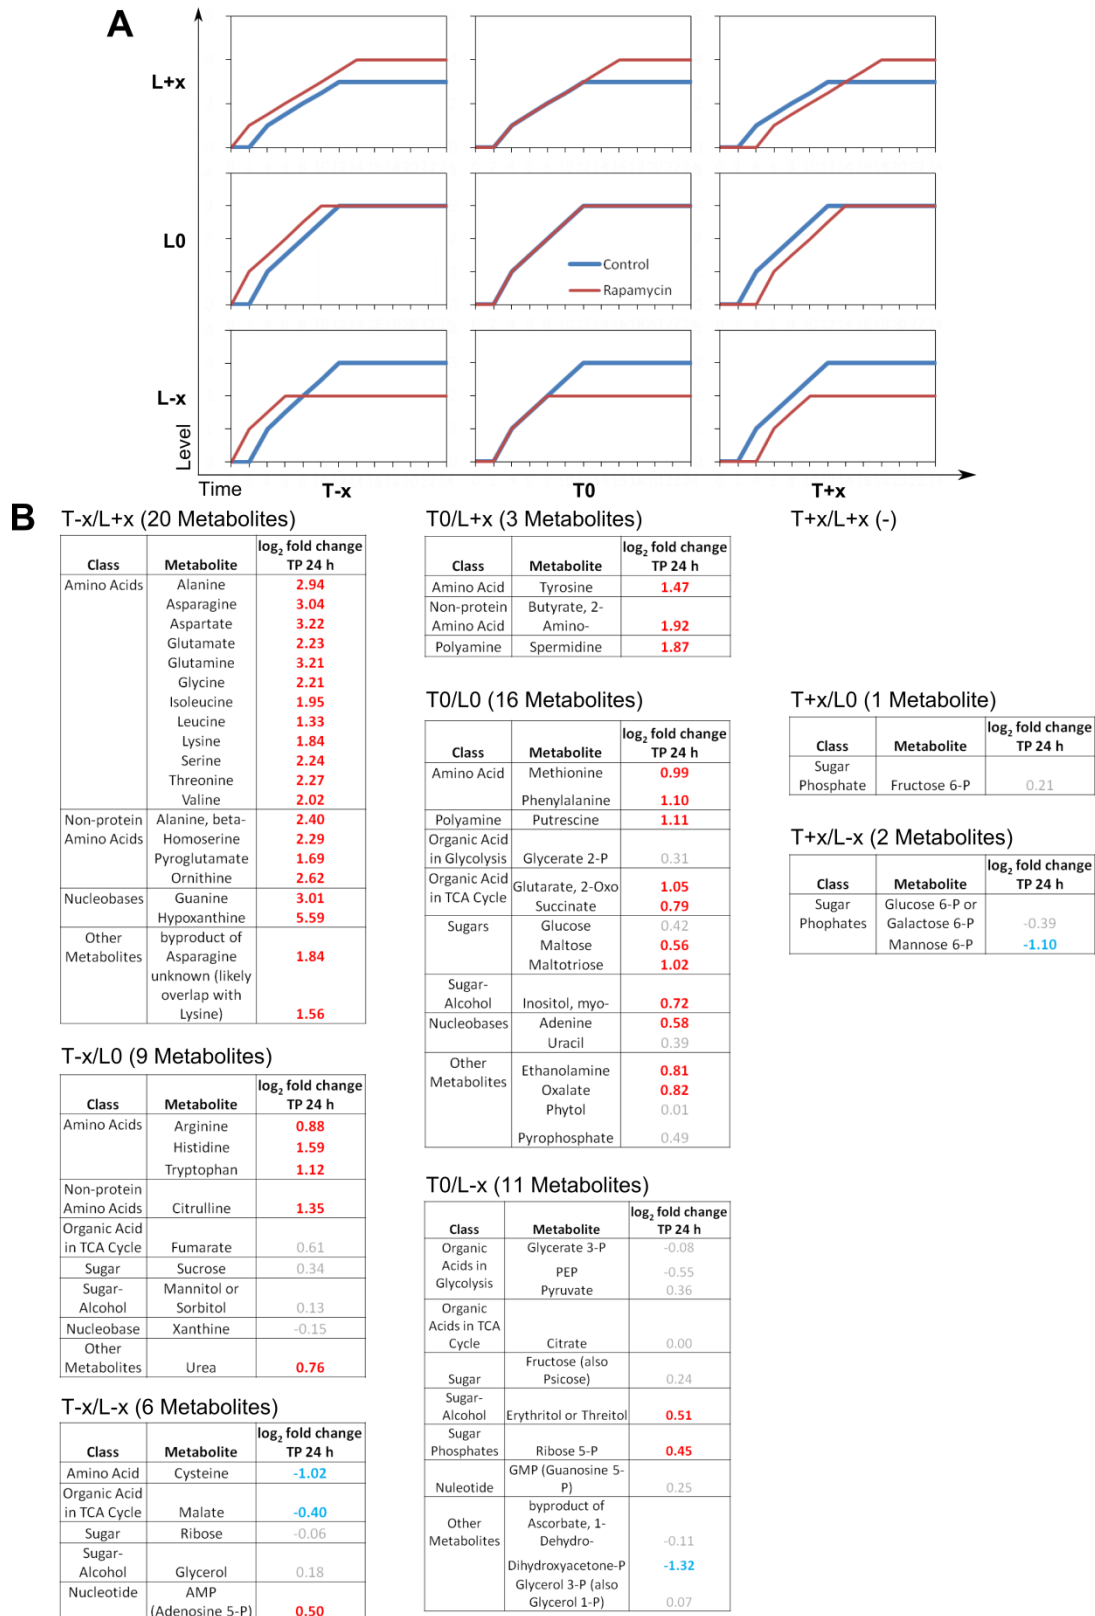 A
L+x
L0
Control
Rapamycin
L-x
Level
Time
T-x
T0
T+x
B
T-x/L+x (20 Metabolites)
Class Metabolite log2 fold change TP 24 h
Amino Acids Alanine 2.94
Asparagine 3.04
Aspartate 3.22
Glutamate 2.23
Glutamine 3.21
Glycine 2.21
Isoleucine 1.95
Leucine 1.33
Lysine 1.84
Serine 2.24
Threonine 2.27
Valine 2.02
Non-protein Alanine, beta- 2.40
Amino Acids Homoserine 2.29
Pyroglutamate 1.69
Ornithine 2.62
Nucleobases Guanine 3.01
Hypoxanthine 5.59
Other byproduct of
Metabolites Asparagine 1.84
unknown (likely
overlap with
Lysine) 1.56
T-x/L0 (9 Metabolites)
Class Metabolite log2 fold change TP 24 h
Amino Acids Arginine 0.88
Histidine 1.59
Tryptophan 1.12
Non-protein
Amino Acids Citrulline 1.35
Organic Acid
in TCA Cycle Fumarate 0.61
Sugar Sucrose 0.34
Sugar- Mannitol or
Alcohol Sorbitol 0.13
Nucleobase Xanthine -0.15
Other
Metabolites Urea 0.76
T-x/L-x (6 Metabolites)
Class Metabolite log2 fold change TP 24 h
Amino Acid Cysteine -1.02
Organic Acid
in TCA Cycle Malate -0.40
Sugar Ribose -0.06
Sugar-
Alcohol Glycerol 0.18
Nucleotide AMP
(Adenosine 5-P) 0.50
T0/L+x (3 Metabolites)
Class Metabolite log2 fold change TP 24 h
Amino Acid Tyrosine 1.47
Non-protein Butyrate, 2-
Amino Acid Amino- 1.92
Polyamine Spermidine 1.87
T0/L0 (16 Metabolites)
Class Metabolite log2 fold change TP 24 h
Amino Acid Methionine 0.99
Phenylalanine 1.10
Polyamine Putrescine 1.11
Organic Acid
in Glycolysis Glycerate 2-P 0.31
Organic Acid Glutarate, 2-Oxo 1.05
in TCA Cycle Succinate 0.79
Sugars Glucose 0.42
Maltose 0.56
Maltotriose 1.02
Sugar-
Alcohol Inositol, myo- 0.72
Nucleobases Adenine 0.58
Uracil 0.39
Other Ethanolamine 0.81
Metabolites Oxalate 0.82
Phytol 0.01
Pyrophosphate 0.49
T0/L-x (11 Metabolites)
Class Metabolite log2 fold change TP 24 h
Organic Glycerate 3-P -0.08
Acids in PEP -0.55
Glycolysis Pyruvate 0.36
Organic
Acids in TCA
Cycle Citrate 0.00
Fructose (also
Sugar Psicose) 0.24
Sugar-
Alcohol Erythritol or Threitol 0.51
Sugar
Phosphates Ribose 5-P 0.45
GMP (Guanosine 5-
Nuleotide P) 0.25
byproduct of
Other Ascorbate, 1-
Metabolites Dehydro- -0.11
Dihydroxyacetone-P -1.32
Glycerol 3-P (also
Glycerol 1-P) 0.07
T+x/L+x (-)
T+x/L0 (1 Metabolite)
Class Metabolite log2 fold change TP 24 h
Sugar
Phosphate Fructose 6-P 0.21
T+x/L-x (2 Metabolites)
Class Metabolite log2 fold change TP 24 h
Sugar Glucose 6-P or
Phophates Galactose 6-P -0.39
Mannose 6-P -1.10